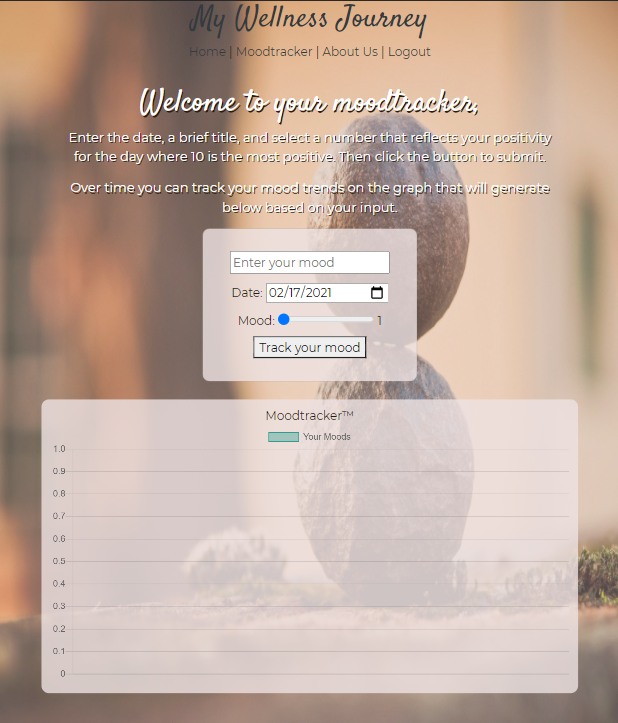 My Wellness Journey
Home | Moodtracker | About Us | Logout
Welcome to your moodtracker,
Enter the date, a brief title, and select a number that reflects your positivity
for the day where 10 is the most positive. Then click the button to submit.
Over time you can track your mood trends on the graph that will generate
below based on your input.
Enter your mood
Date: 02/17/2021
Mood: 1
Track your mood
Moodtracker™
Your Moods
1.0
0.9
0.8
0.7
0.6
0.5
0.4
0.3
0.2
0.1
0